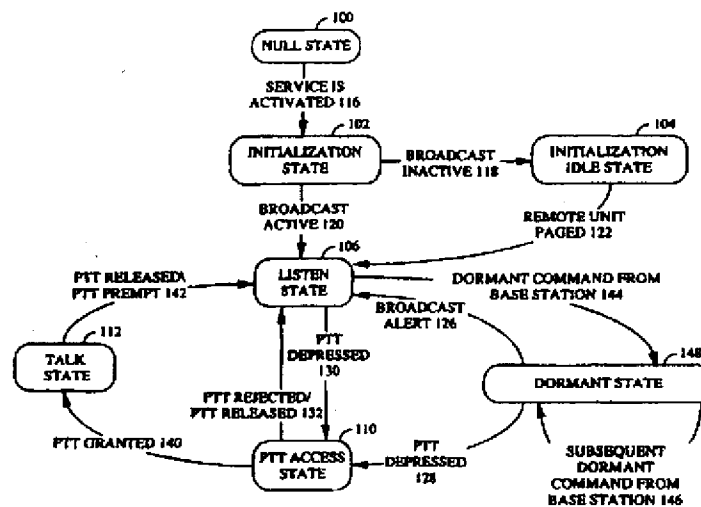 100
NULL STATE
SERVICE IS
ACTIVATED 116
102
INITIALIZATION
STATE
BROADCAST
INACTIVE 118
104
INITIALIZATION
IDLE STATE
BROADCAST
ACTIVE 120
REMOTE UNIT
PAGED 122
106
LISTEN
STATE
PTT RELEASED/
PTT PREMPT 142
DORMANT COMMAND FROM
BASE STATION 144
BROADCAST
ALERT 126
112
TALK
STATE
PTT
DEPRESSED
130
148
DORMANT STATE
PTT REJECTED/
PTT RELEASED 132
PTT GRANTED 140
110
PTT ACCESS
STATE
PTT
DEPRESSED
128
SUBSEQUENT
DORMANT
COMMAND FROM
BASE STATION 146